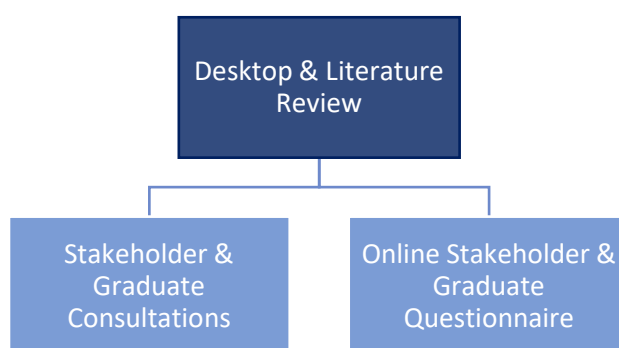 Desktop & Literature
Review
Stakeholder &
Graduate
Consultations
Online Stakeholder &
Graduate
Questionnaire